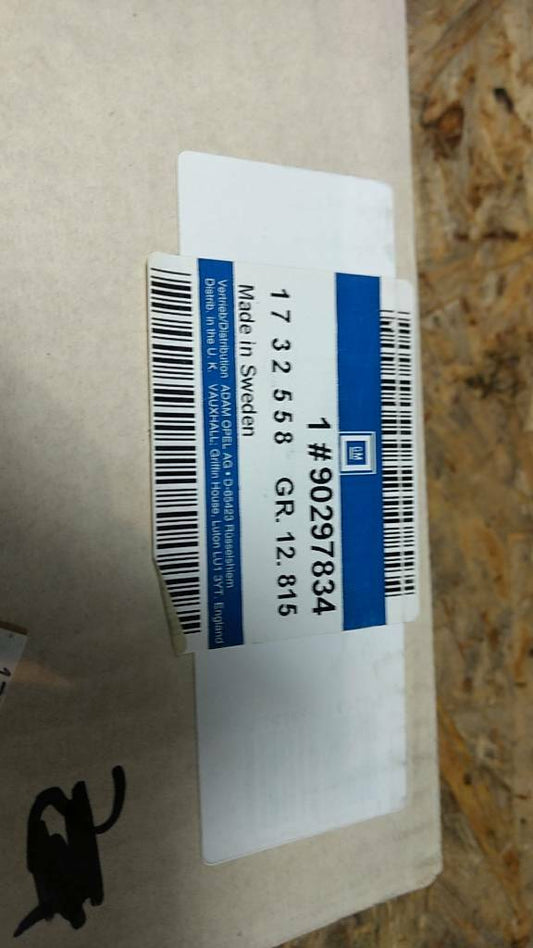 GM
1 #90297834
17 32 558 GR. 12. 815
Made in Sweden
Vertrieb/Distribution ADAM OPEL AG • D-65423 Rüsselsheim
Distrib. in the U. K. VAUXHALL: Griffin House, Luton LU1 3YT. England